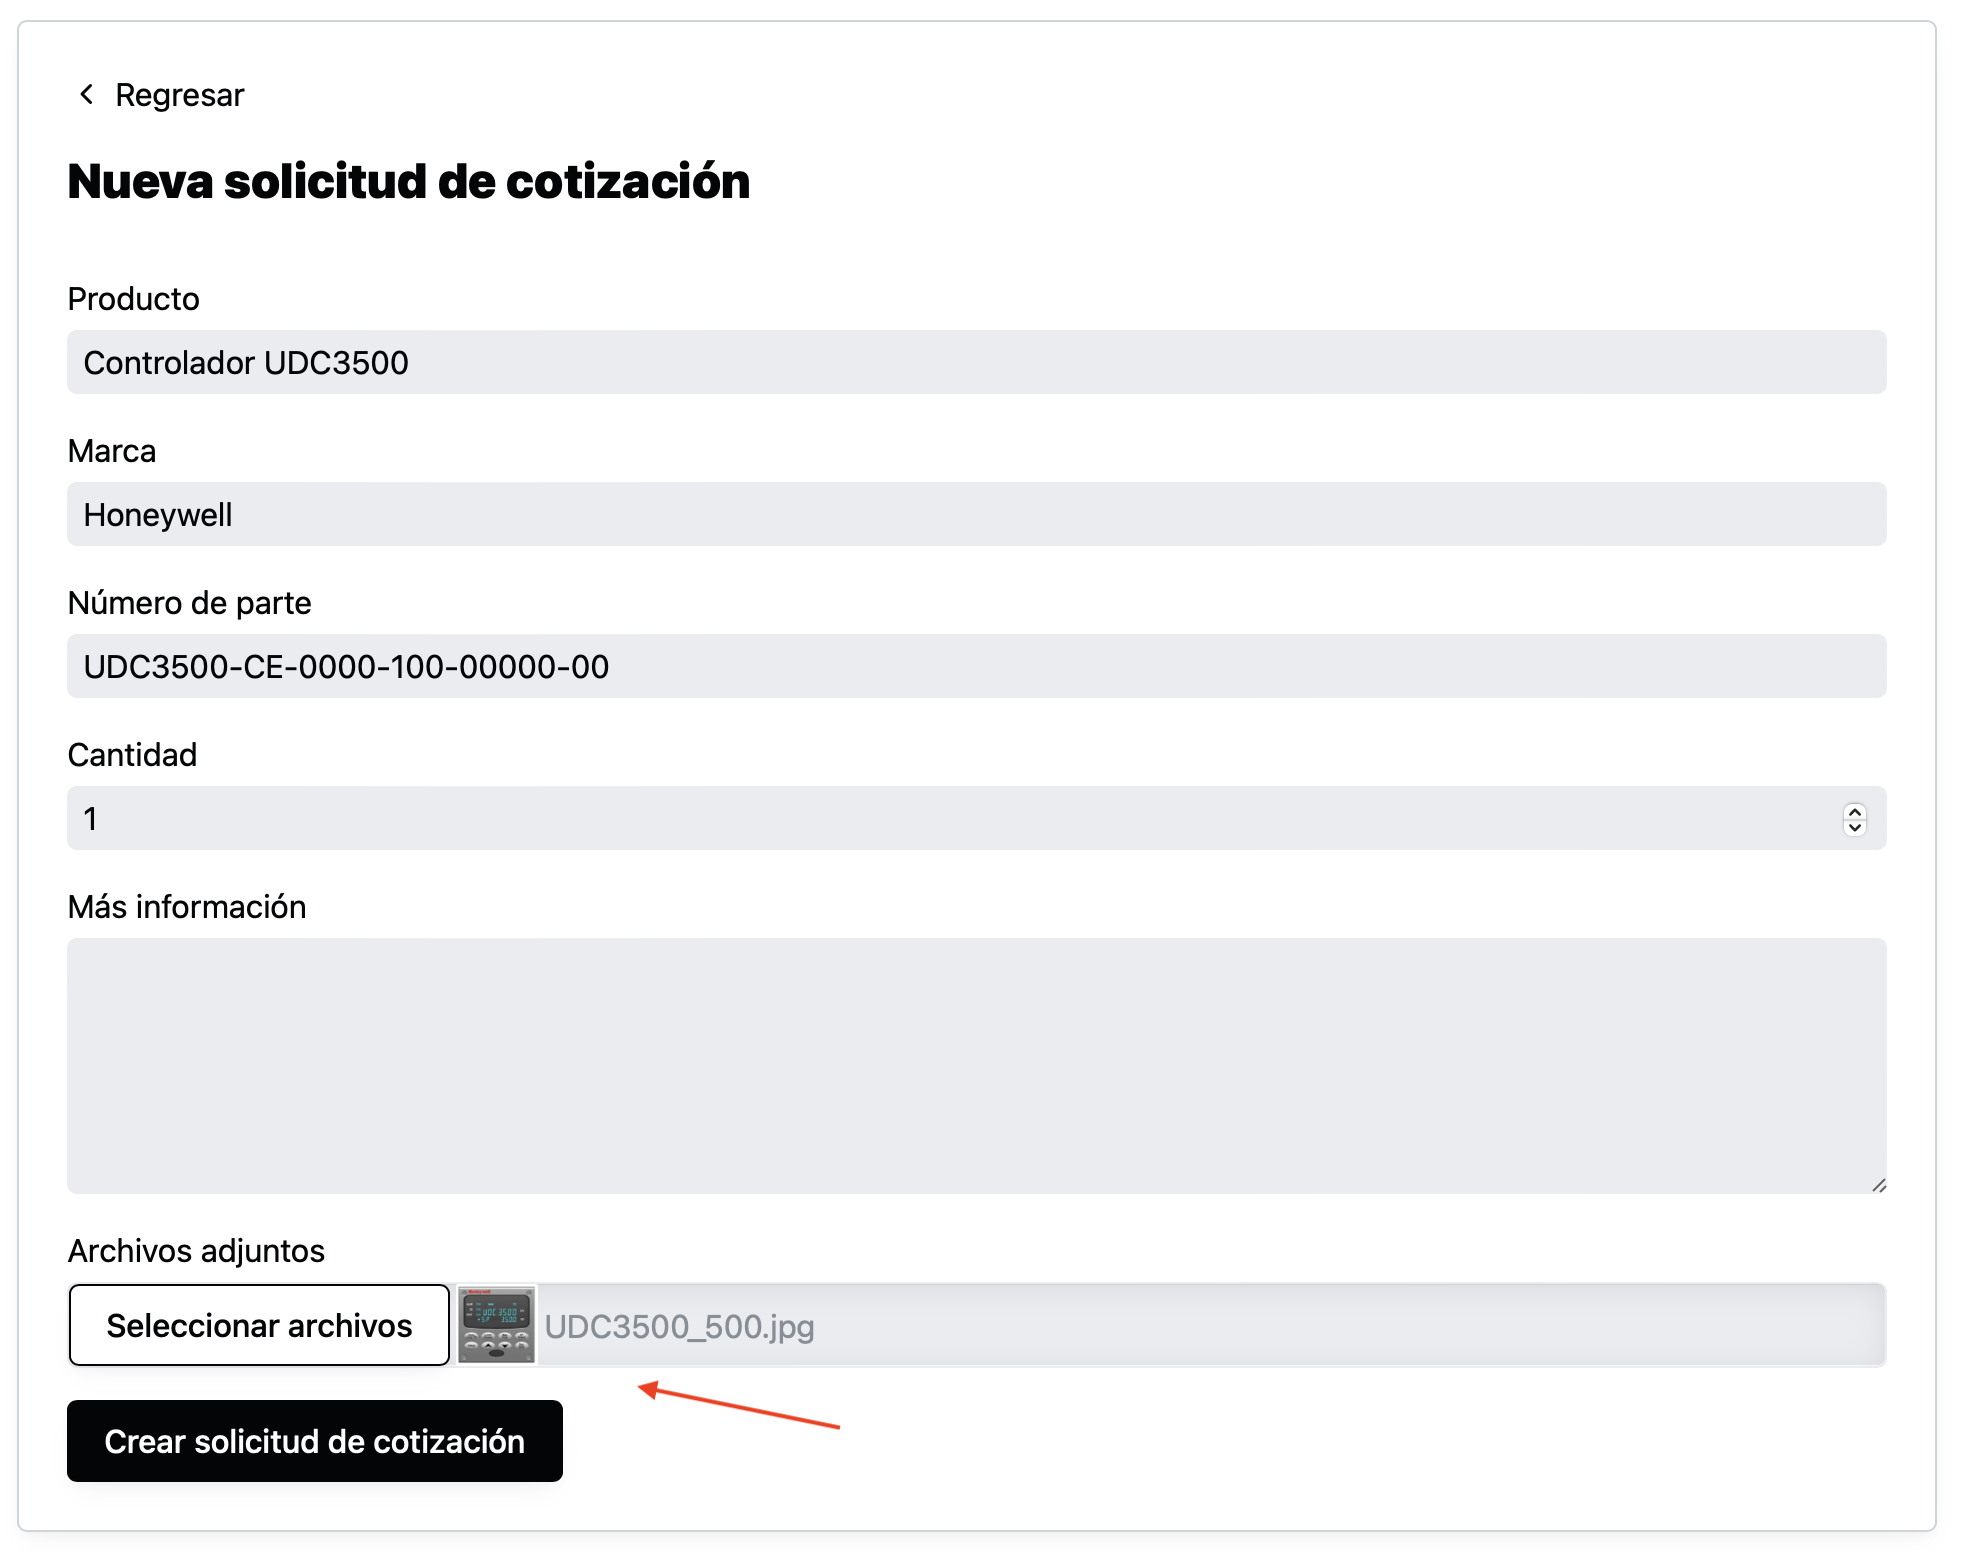 Regresar
Nueva solicitud de cotización
Producto
Controlador UDC3500
Marca
Honeywell
Número de parte
UDC3500-CE-0000-100-00000-00
Cantidad
1
Más información
Archivos adjuntos
Seleccionar archivos
UDC3500_500.jpg
Crear solicitud de cotización